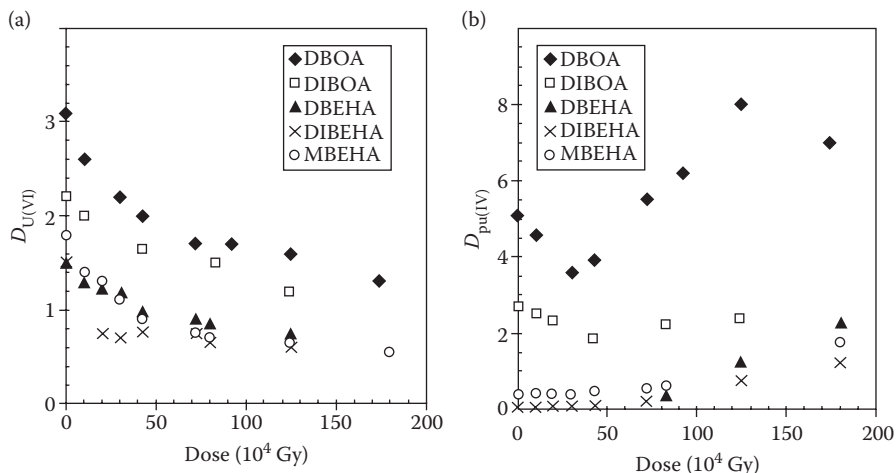 (a)
DBOA
DIBOA
DBEHA
DIBEHA
MBEHA
3
2
1
0
D_U(VI)
0 50 100 150 200
Dose (10^4 Gy)
(b)
DBOA
DIBOA
DBEHA
DIBEHA
MBEHA
8
6
4
2
0
D_pu(IV)
0 50 100 150 200
Dose (10^4 Gy)